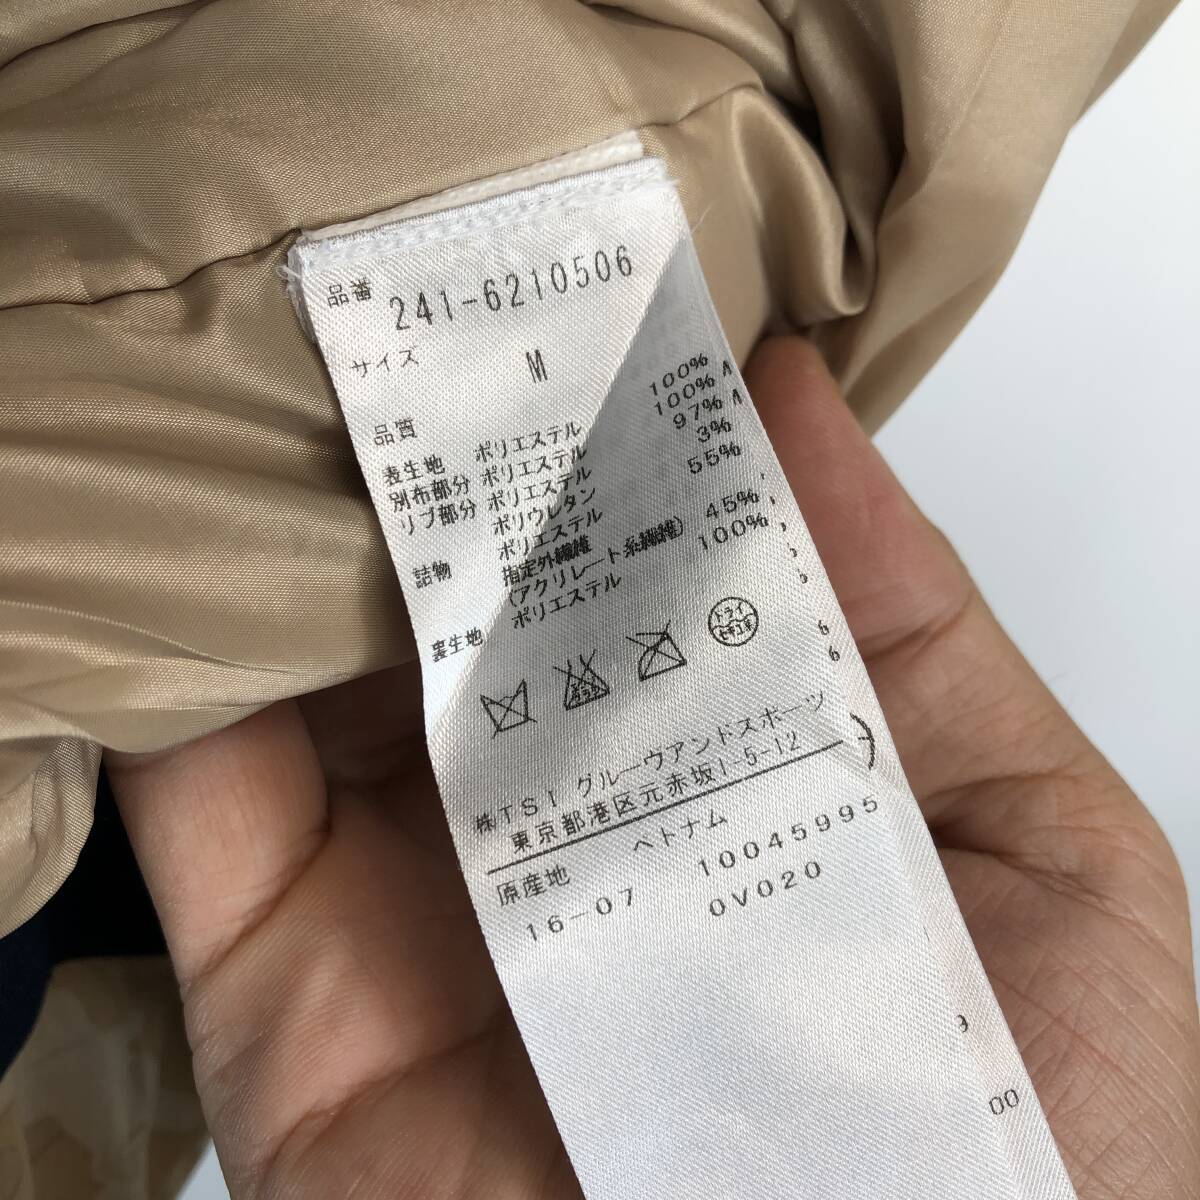 品番 241-6210506
サイズ M
品質
表生地 ポリエステル 100%
別布部分 ポリエステル 100%
リブ部分 ポリエステル 97%
ポリウレタン 3%
詰物 ポリエステル 55%
指定外繊維
(アクリレート系繊維) 45%
裏生地 ポリエステル 100%
ドライ
セキユ系
㈱TSI グルーヴアンドスポーツ
東京都港区元赤坂1-5-12
原産地 ベトナム
16-07 10045995
0V020
00